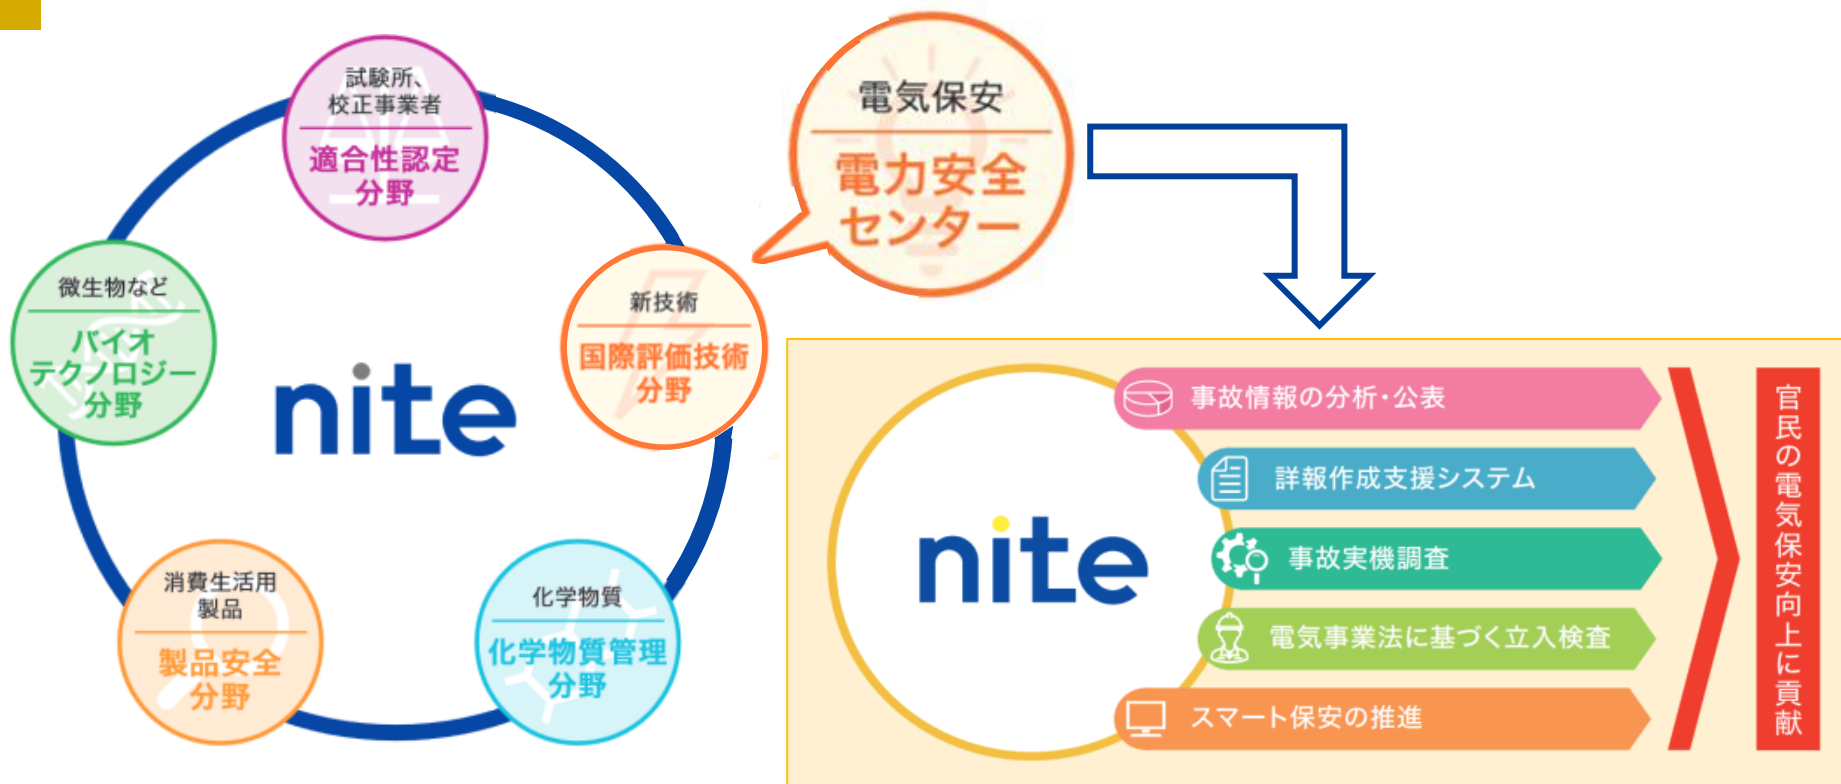 試験所、
校正事業者
適合性認定
分野
微生物など
バイオ
テクノロジー
分野
新技術
国際評価技術
分野
nite
消費生活用
製品
製品安全
分野
化学物質
化学物質管理
分野
電気保安
電力安全
センター
nite
事故情報の分析・公表
詳報作成支援システム
事故実機調査
電気事業法に基づく立入検査
スマート保安の推進
官民の電気保安向上に貢献